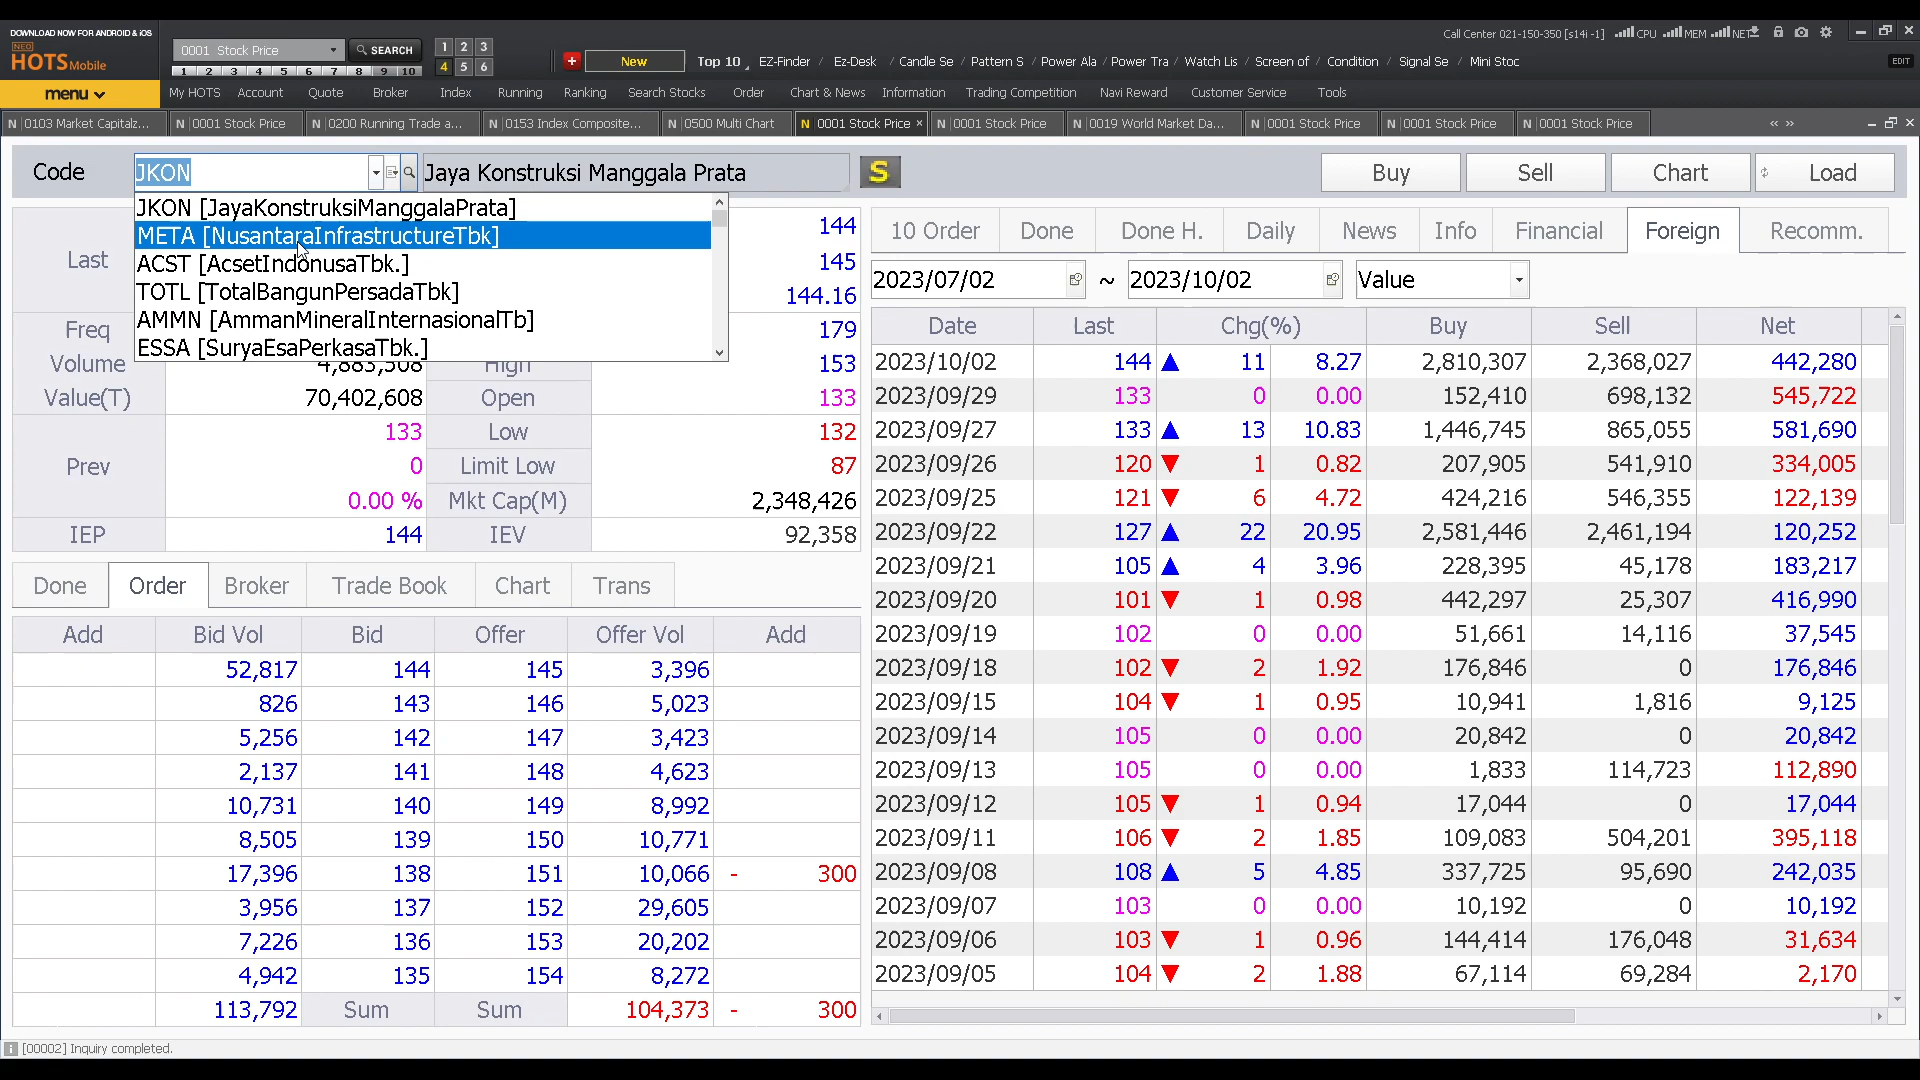 DOWNLOAD NOW FOR ANDROID & iOS
NEO
HOTS Mobile
0001 Stock Price
SEARCH
1 2 3
4 5 6
1 2 3 4 5 6 7 8 9 10
New
Top 10 EZ-Finder / Ez-Desk / Candle Se / Pattern S / Power Ala / Power Tra / Watch Lis / Screen of / Condition / Signal Se / Mini Stoc
Call Center 021-150-350 [s14i -1] CPU MEM NET
EDIT
menu
My HOTS Account Quote Broker Index Running Ranking Search Stocks Order Chart & News Information Trading Competition Navi Reward Customer Service Tools
N 0103 Market Capitalz... N 0001 Stock Price N 0200 Running Trade a... N 0153 Index Composite... N 0500 Multi Chart N 0001 Stock Price × N 0001 Stock Price N 0019 World Market Da... N 0001 Stock Price N 0001 Stock Price N 0001 Stock Price
Code JKON Jaya Konstruksi Manggala Prata S Buy Sell Chart Load
JKON [JayaKonstruksiManggalaPrata]
META [NusantaraInfrastructureTbk]
ACST [AcsetIndonusaTbk.]
TOTL [TotalBangunPersadaTbk]
AMMN [AmmanMineralInternasionalTb]
ESSA [SuryaEsaPerkasaTbk.]
Last 144
145
144.16
Freq 179
Volume 4,883,508 High 153
Value(T) 70,402,608 Open 133
Prev 133 Low 132
0 Limit Low 87
0.00 % Mkt Cap(M) 2,348,426
IEP 144 IEV 92,358
Done Order Broker Trade Book Chart Trans
Add Bid Vol Bid Offer Offer Vol Add
52,817 144 145 3,396
826 143 146 5,023
5,256 142 147 3,423
2,137 141 148 4,623
10,731 140 149 8,992
8,505 139 150 10,771
17,396 138 151 10,066 - 300
3,956 137 152 29,605
7,226 136 153 20,202
4,942 135 154 8,272
113,792 Sum Sum 104,373 - 300
10 Order Done Done H. Daily News Info Financial Foreign Recomm.
2023/07/02 ~ 2023/10/02 Value
Date Last Chg(%) Buy Sell Net
2023/10/02 144 ▲ 11 8.27 2,810,307 2,368,027 442,280
2023/09/29 133 0 0.00 152,410 698,132 545,722
2023/09/27 133 ▲ 13 10.83 1,446,745 865,055 581,690
2023/09/26 120 ▼ 1 0.82 207,905 541,910 334,005
2023/09/25 121 ▼ 6 4.72 424,216 546,355 122,139
2023/09/22 127 ▲ 22 20.95 2,581,446 2,461,194 120,252
2023/09/21 105 ▲ 4 3.96 228,395 45,178 183,217
2023/09/20 101 ▼ 1 0.98 442,297 25,307 416,990
2023/09/19 102 0 0.00 51,661 14,116 37,545
2023/09/18 102 ▼ 2 1.92 176,846 0 176,846
2023/09/15 104 ▼ 1 0.95 10,941 1,816 9,125
2023/09/14 105 0 0.00 20,842 0 20,842
2023/09/13 105 0 0.00 1,833 114,723 112,890
2023/09/12 105 ▼ 1 0.94 17,044 0 17,044
2023/09/11 106 ▼ 2 1.85 109,083 504,201 395,118
2023/09/08 108 ▲ 5 4.85 337,725 95,690 242,035
2023/09/07 103 0 0.00 10,192 0 10,192
2023/09/06 103 ▼ 1 0.96 144,414 176,048 31,634
2023/09/05 104 ▼ 2 1.88 67,114 69,284 2,170
[00002] Inquiry completed.